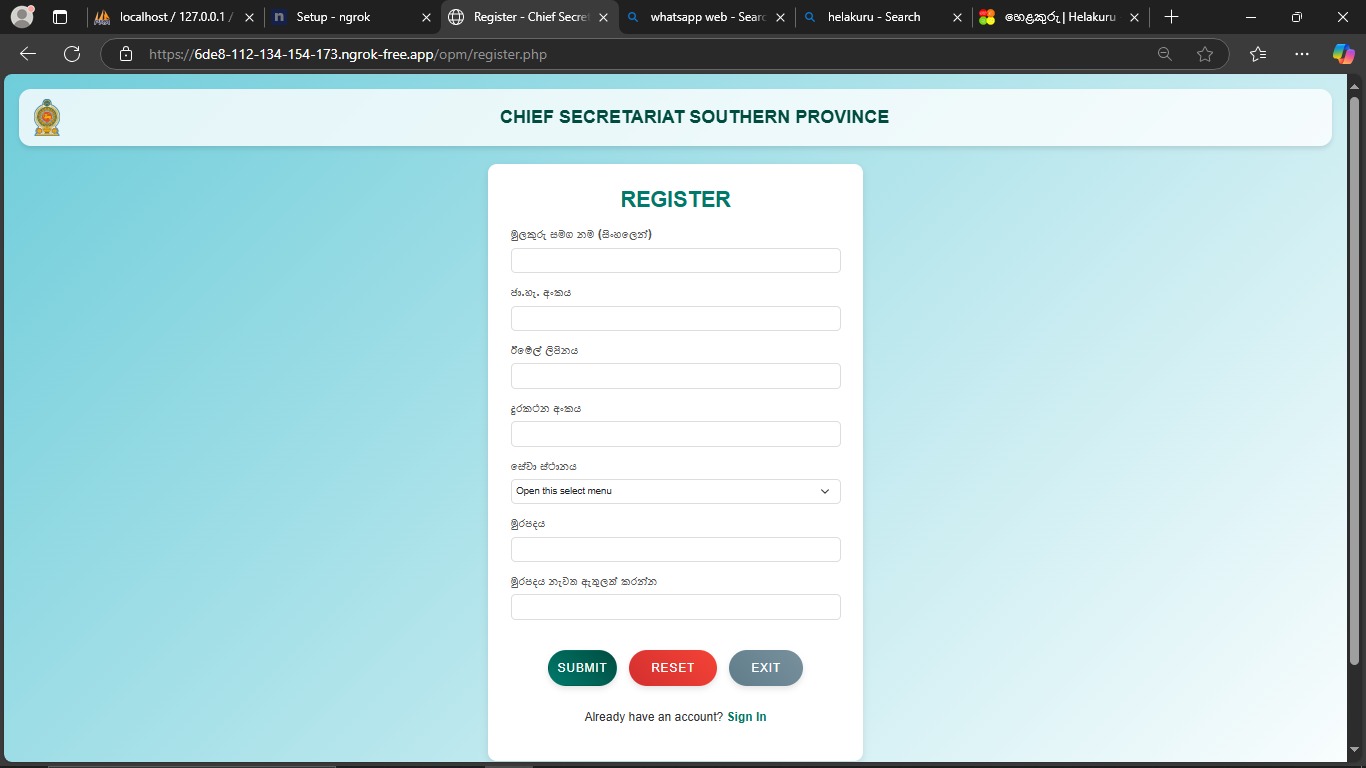 localhost / 127.0.0.1 /
Setup - ngrok
Register - Chief Secret
whatsapp web - Searc
helakuru - Search
හෙළකුරු | Helakuru
https://6de8-112-134-154-173.ngrok-free.app/opm/register.php
CHIEF SECRETARIAT SOUTHERN PROVINCE
REGISTER
මුලකුරු සමග නම (සිංහලෙන්)
ජා.හැ. අංකය
ඊමේල් ලිපිනය
දුරකථන අංකය
සේවා ස්ථානය
Open this select menu
මුරපදය
මුරපදය නැවත ඇතුලත් කරන්න
SUBMIT
RESET
EXIT
Already have an account? Sign In